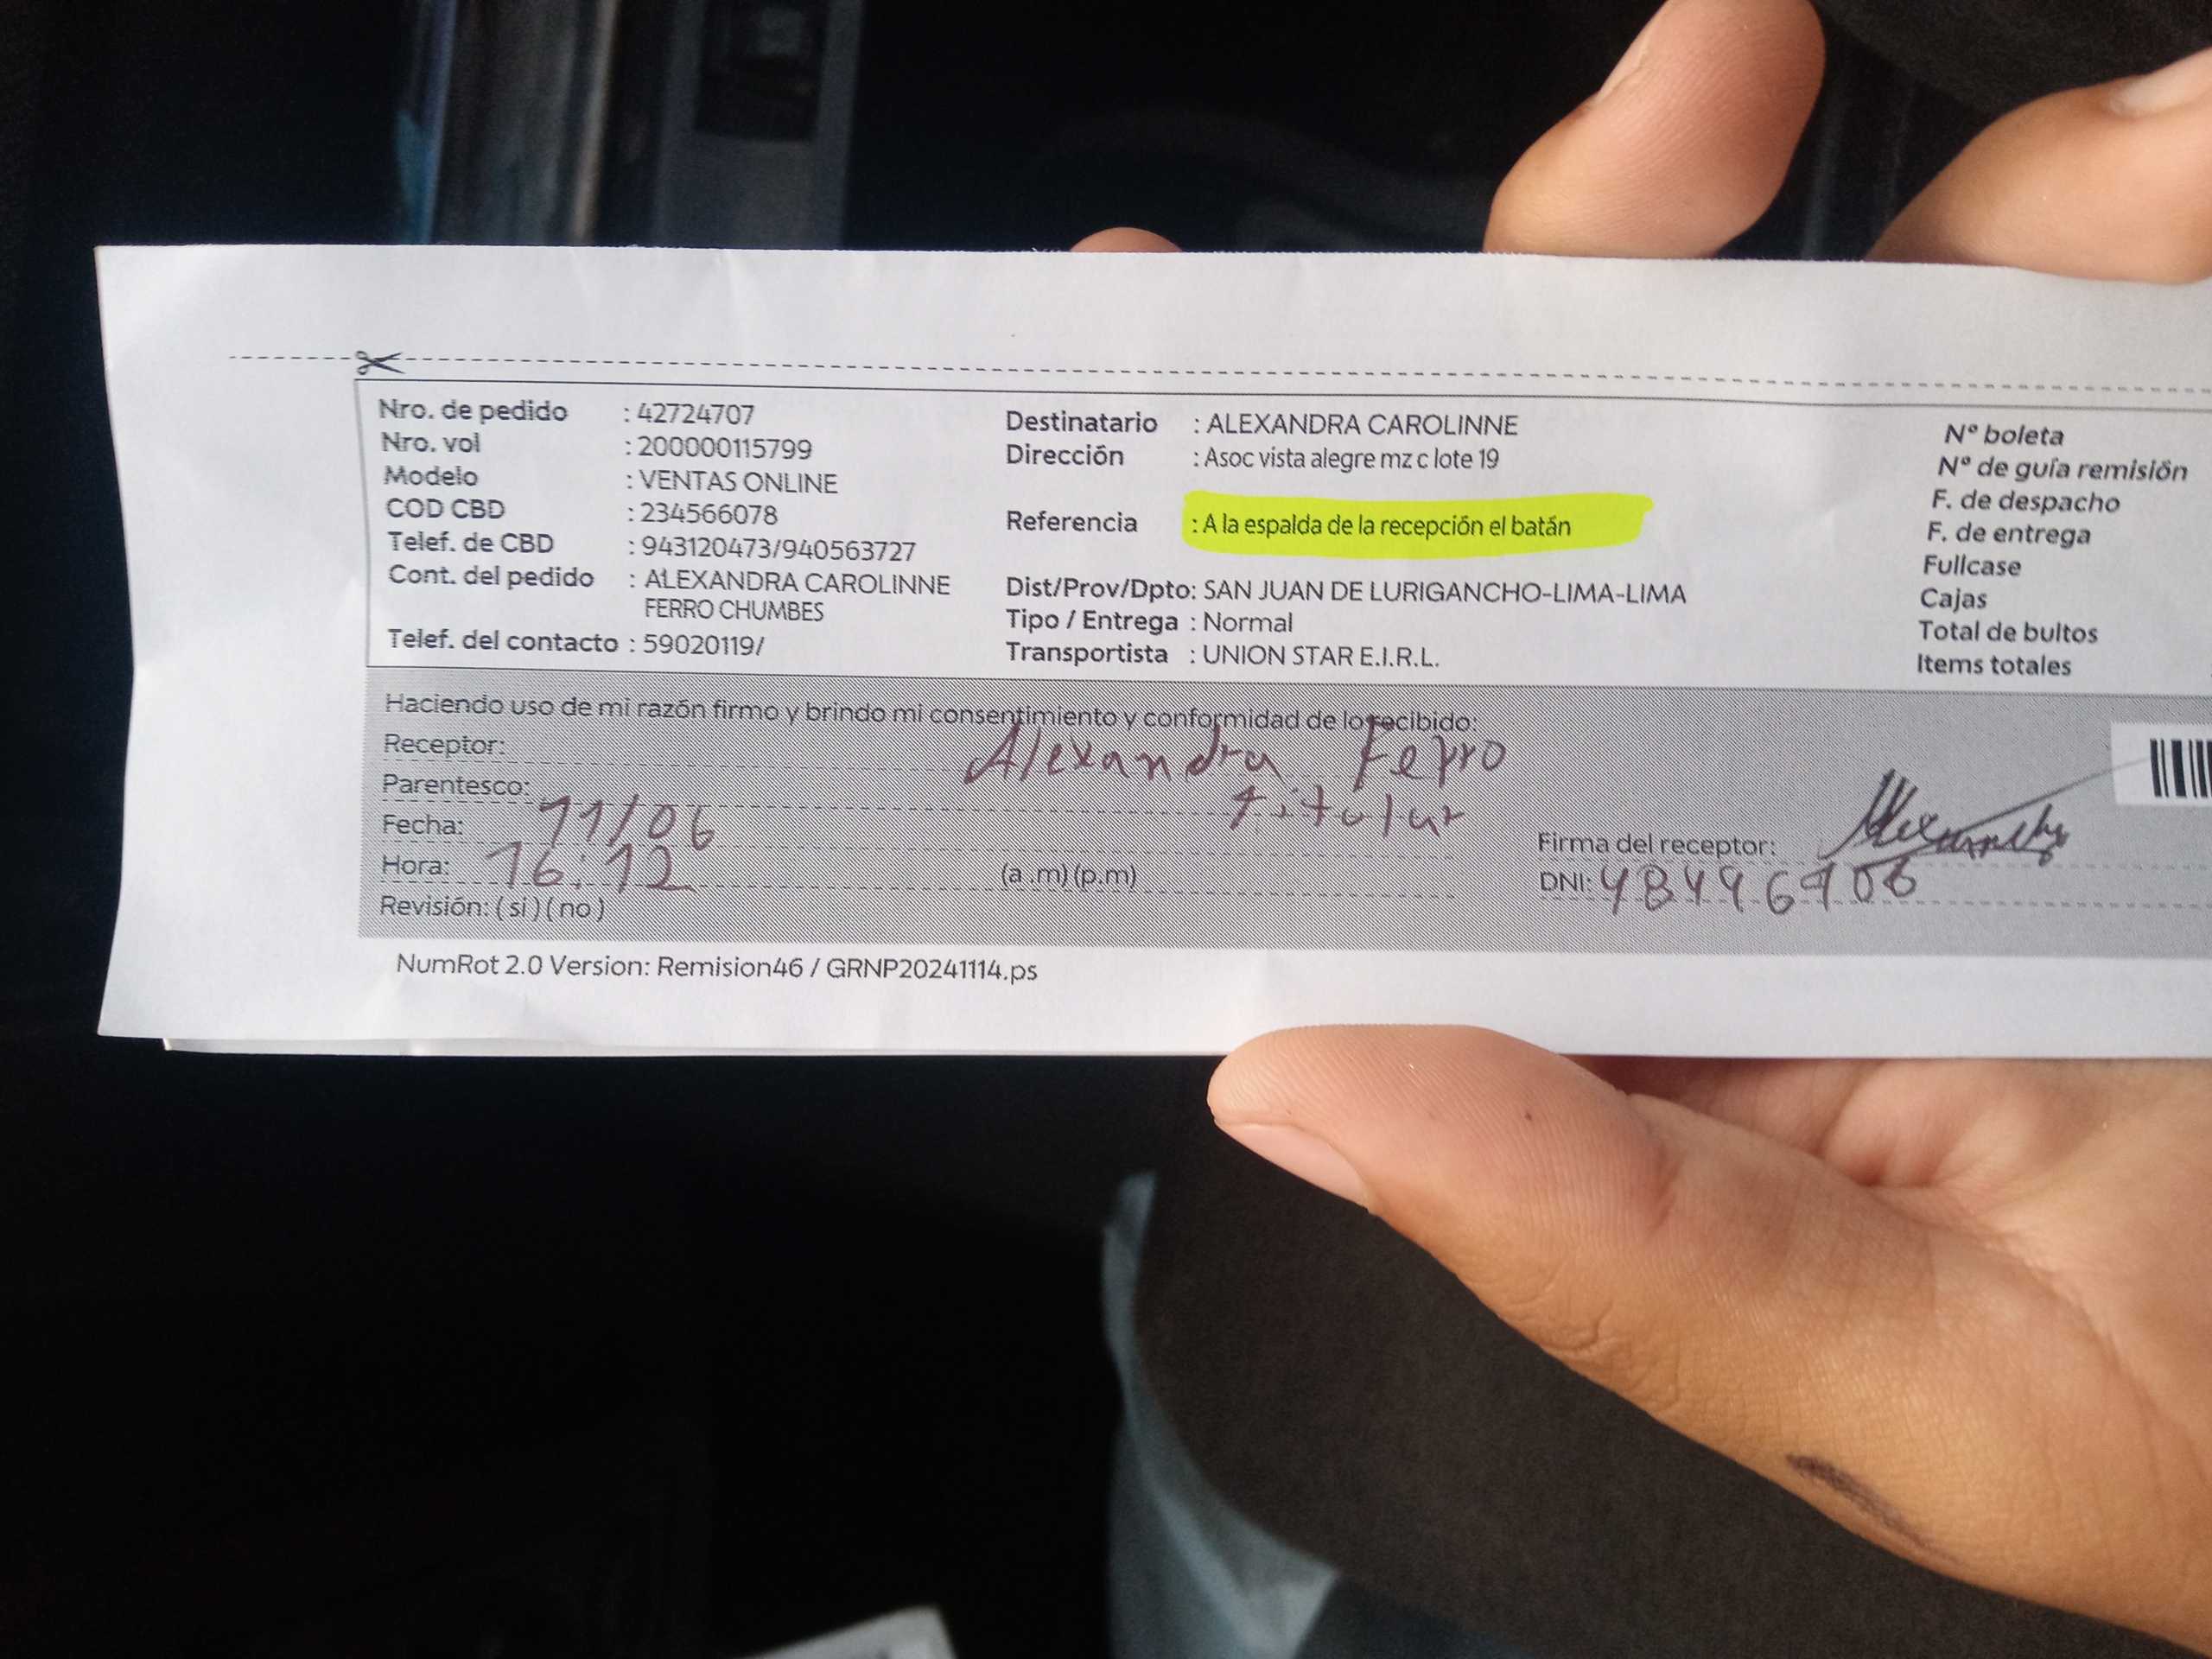 Nro. de pedido : 42724707
Nro. vol : 200000115799
Modelo : VENTAS ONLINE
COD CBD : 234566078
Telef. de CBD : 943120473/940563727
Cont. del pedido : ALEXANDRA CAROLINNE
FERRO CHUMBES
Telef. del contacto : 59020119/
Destinatario : ALEXANDRA CAROLINNE
Dirección : Asoc vista alegre mz c lote 19
Referencia : A la espalda de la recepción el batán
Dist/Prov/Dpto: SAN JUAN DE LURIGANCHO-LIMA-LIMA
Tipo / Entrega : Normal
Transportista : UNION STAR E.I.R.L.
N° boleta
N° de guía remisión
F. de despacho
F. de entrega
Fullcase
Cajas
Total de bultos
Items totales
Haciendo uso de mi razón firmo y brindo mi consentimiento y conformidad de lo recibido:
Receptor: Alexandra Ferro
Parentesco: titular
Fecha: 11/06
Hora: 16:12 (a.m) (p.m)
Revisión: ( si ) ( no )
Firma del receptor:
DNI:
NumRot 2.0 Version: Remision46 / GRNP20241114.ps